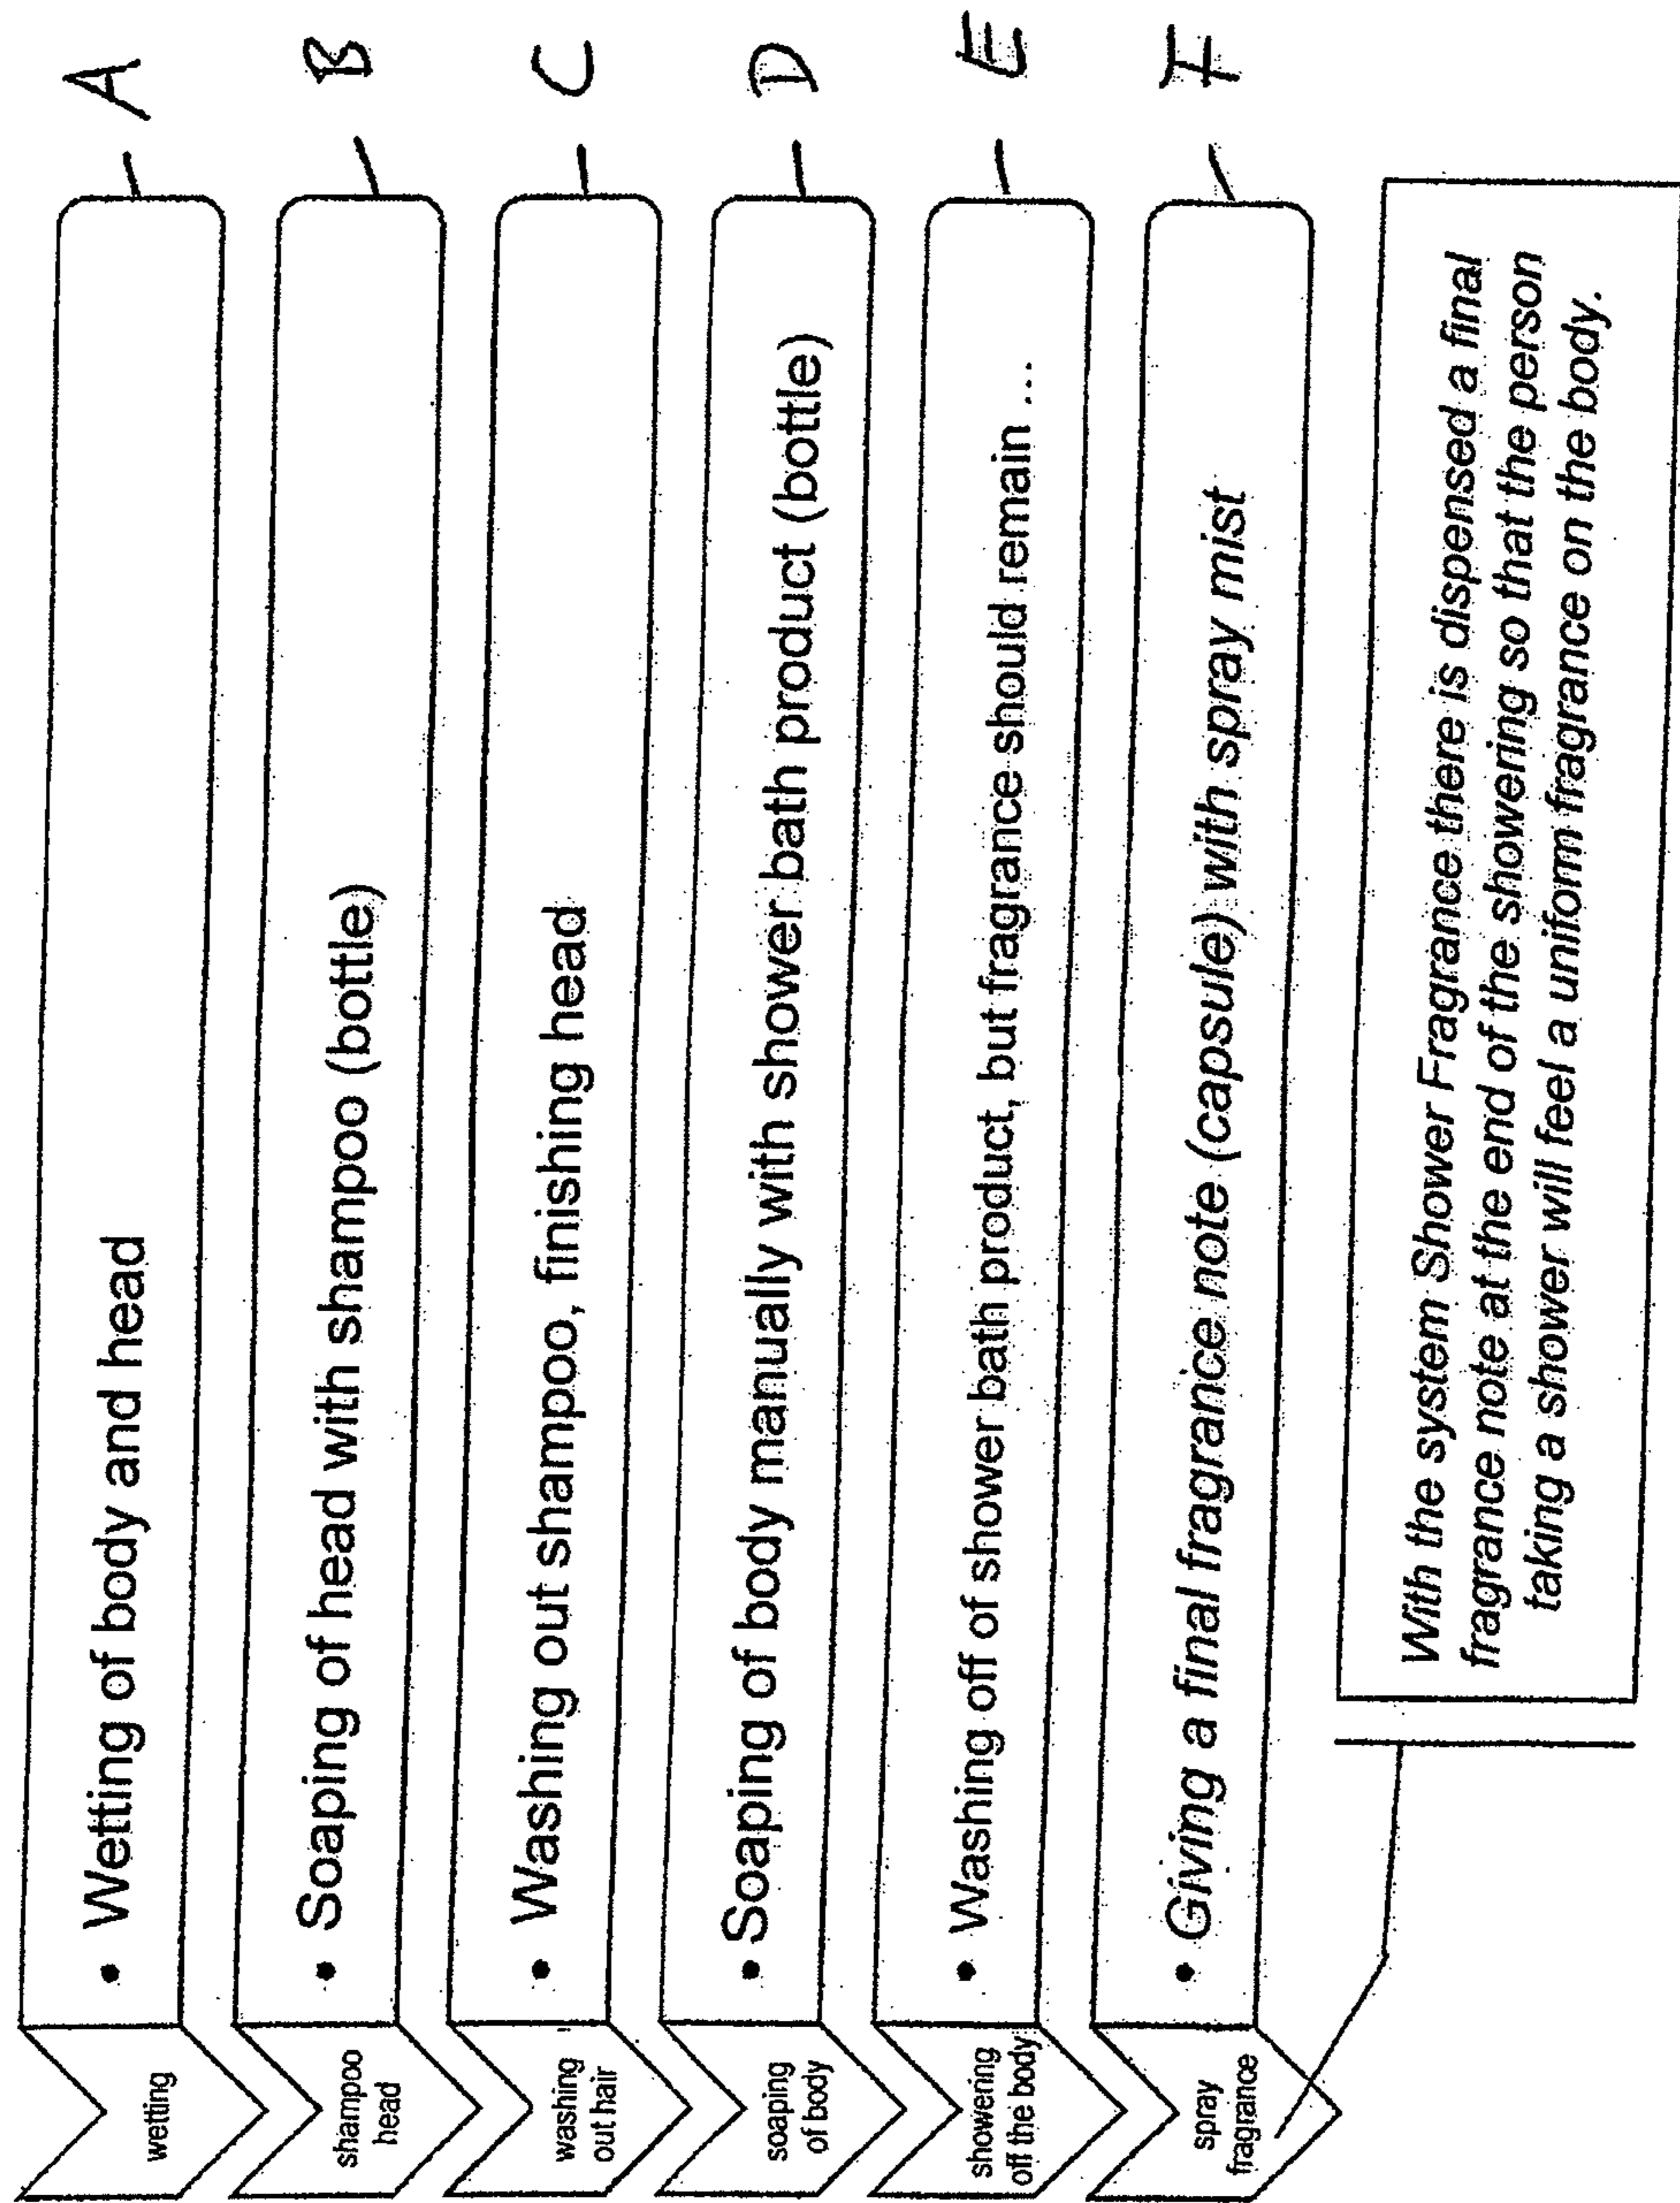 wetting
• Wetting of body and head
A
shampoo
head
• Soaping of head with shampoo (bottle)
B
washing
out hair
• Washing out shampoo, finishing head
C
soaping
of body
• Soaping of body manually with shower bath product (bottle)
D
showening
off the body
• Washing off of shower bath product, but fragrance should remain ...
E
spray
fragrance
• Giving a final fragrance note (capsule) with spray mist
F
With the system Shower Fragrance there is dispensed a final
fragrance note at the end of the showering so that the person
taking a shower will feel a uniform fragrance on the body.